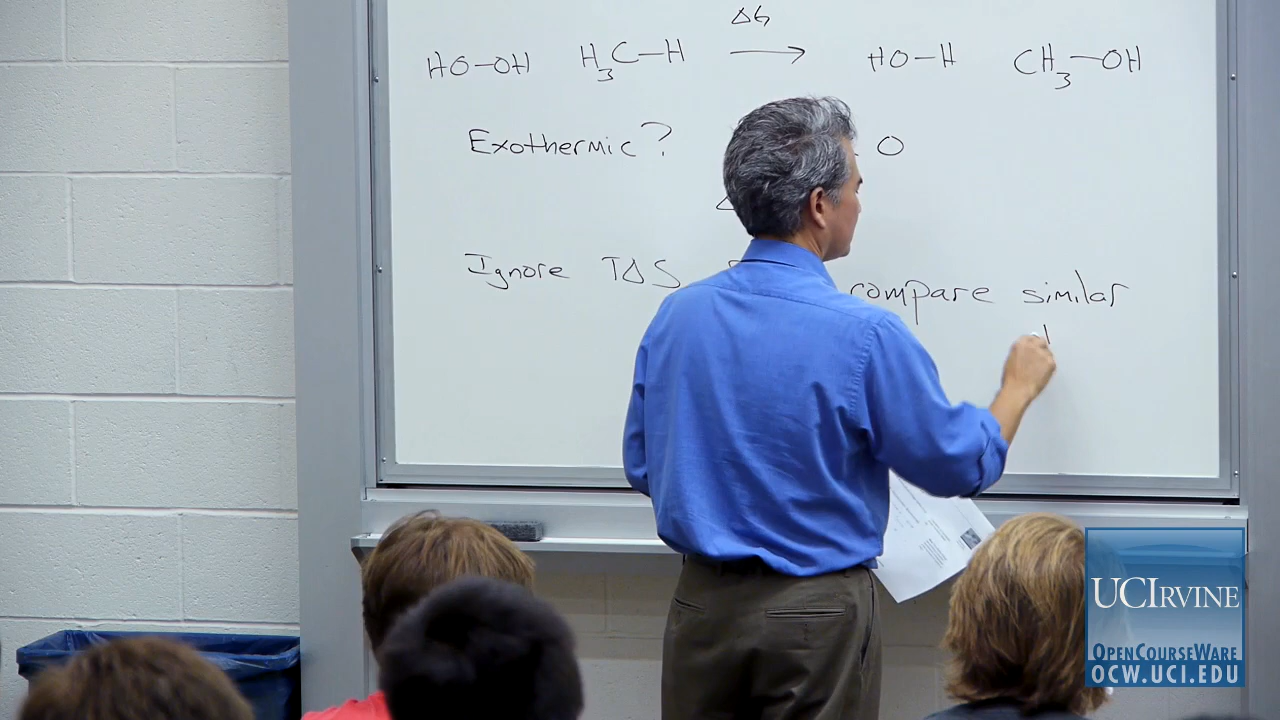 ΔG
HO–OH H₃C–H → HO–H CH₃–OH
Exothermic? O
Ignore TΔS compare similar
UCIRVINE
OPENCOURSEWARE
OCW.UCI.EDU